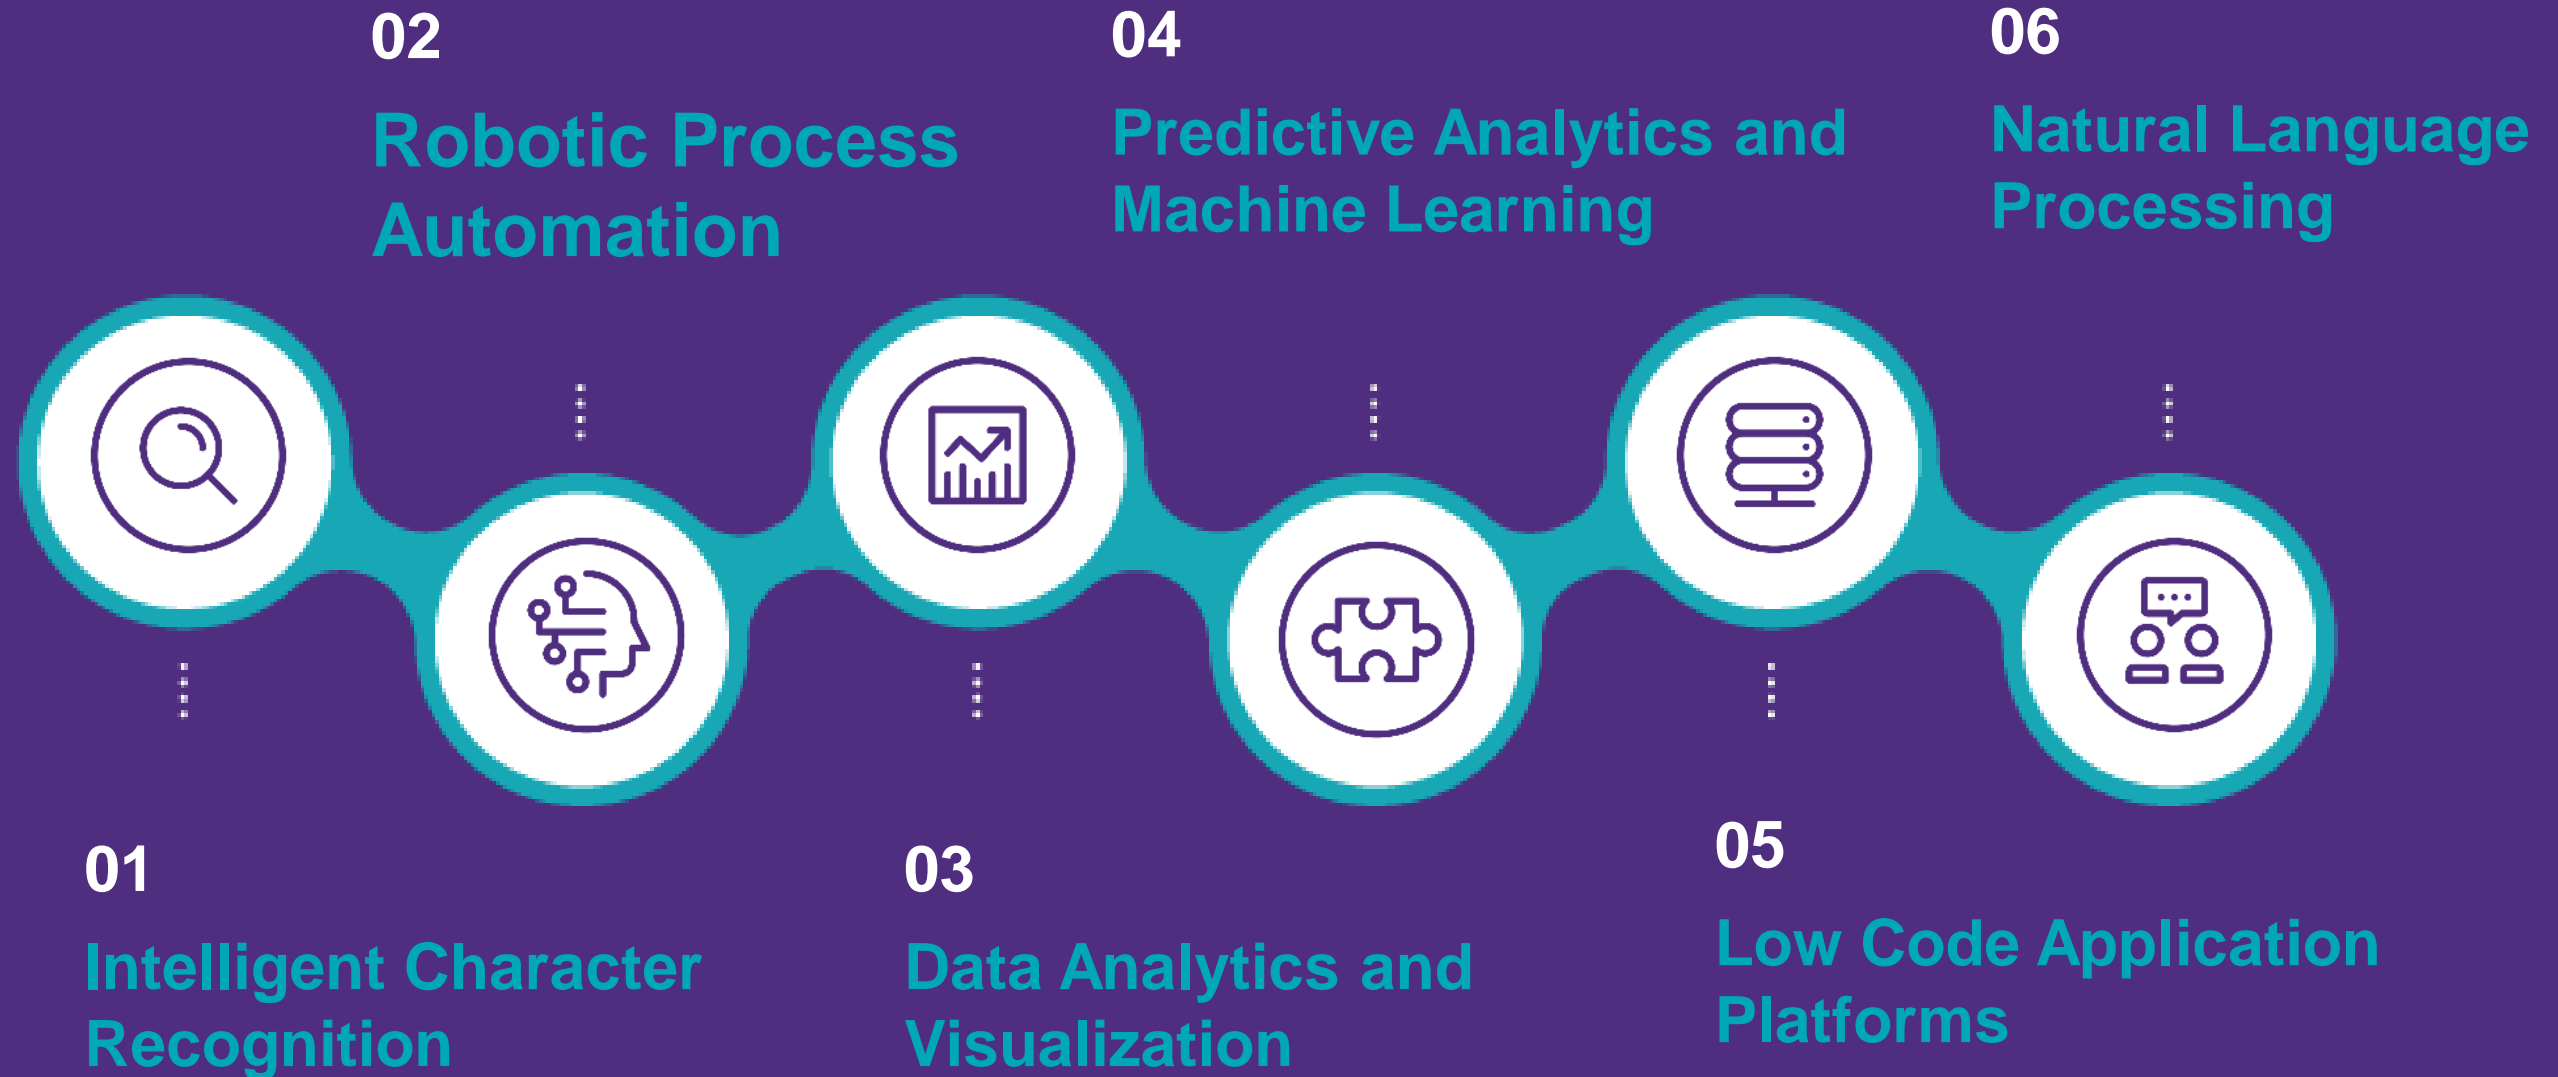 02
Robotic Process
Automation
04
Predictive Analytics and
Machine Learning
06
Natural Language
Processing
01
Intelligent Character
Recognition
03
Data Analytics and
Visualization
05
Low Code Application
Platforms